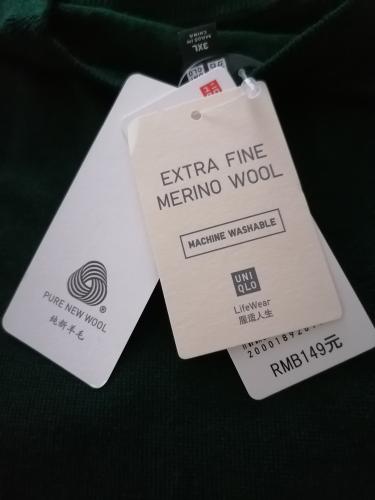 3XL
MADE IN
CHINA
EXTRA FINE
MERINO WOOL
MACHINE WASHABLE
UNI
QLO
LifeWear
服适人生
PURE NEW WOOL
®
纯新羊毛
RMB149元